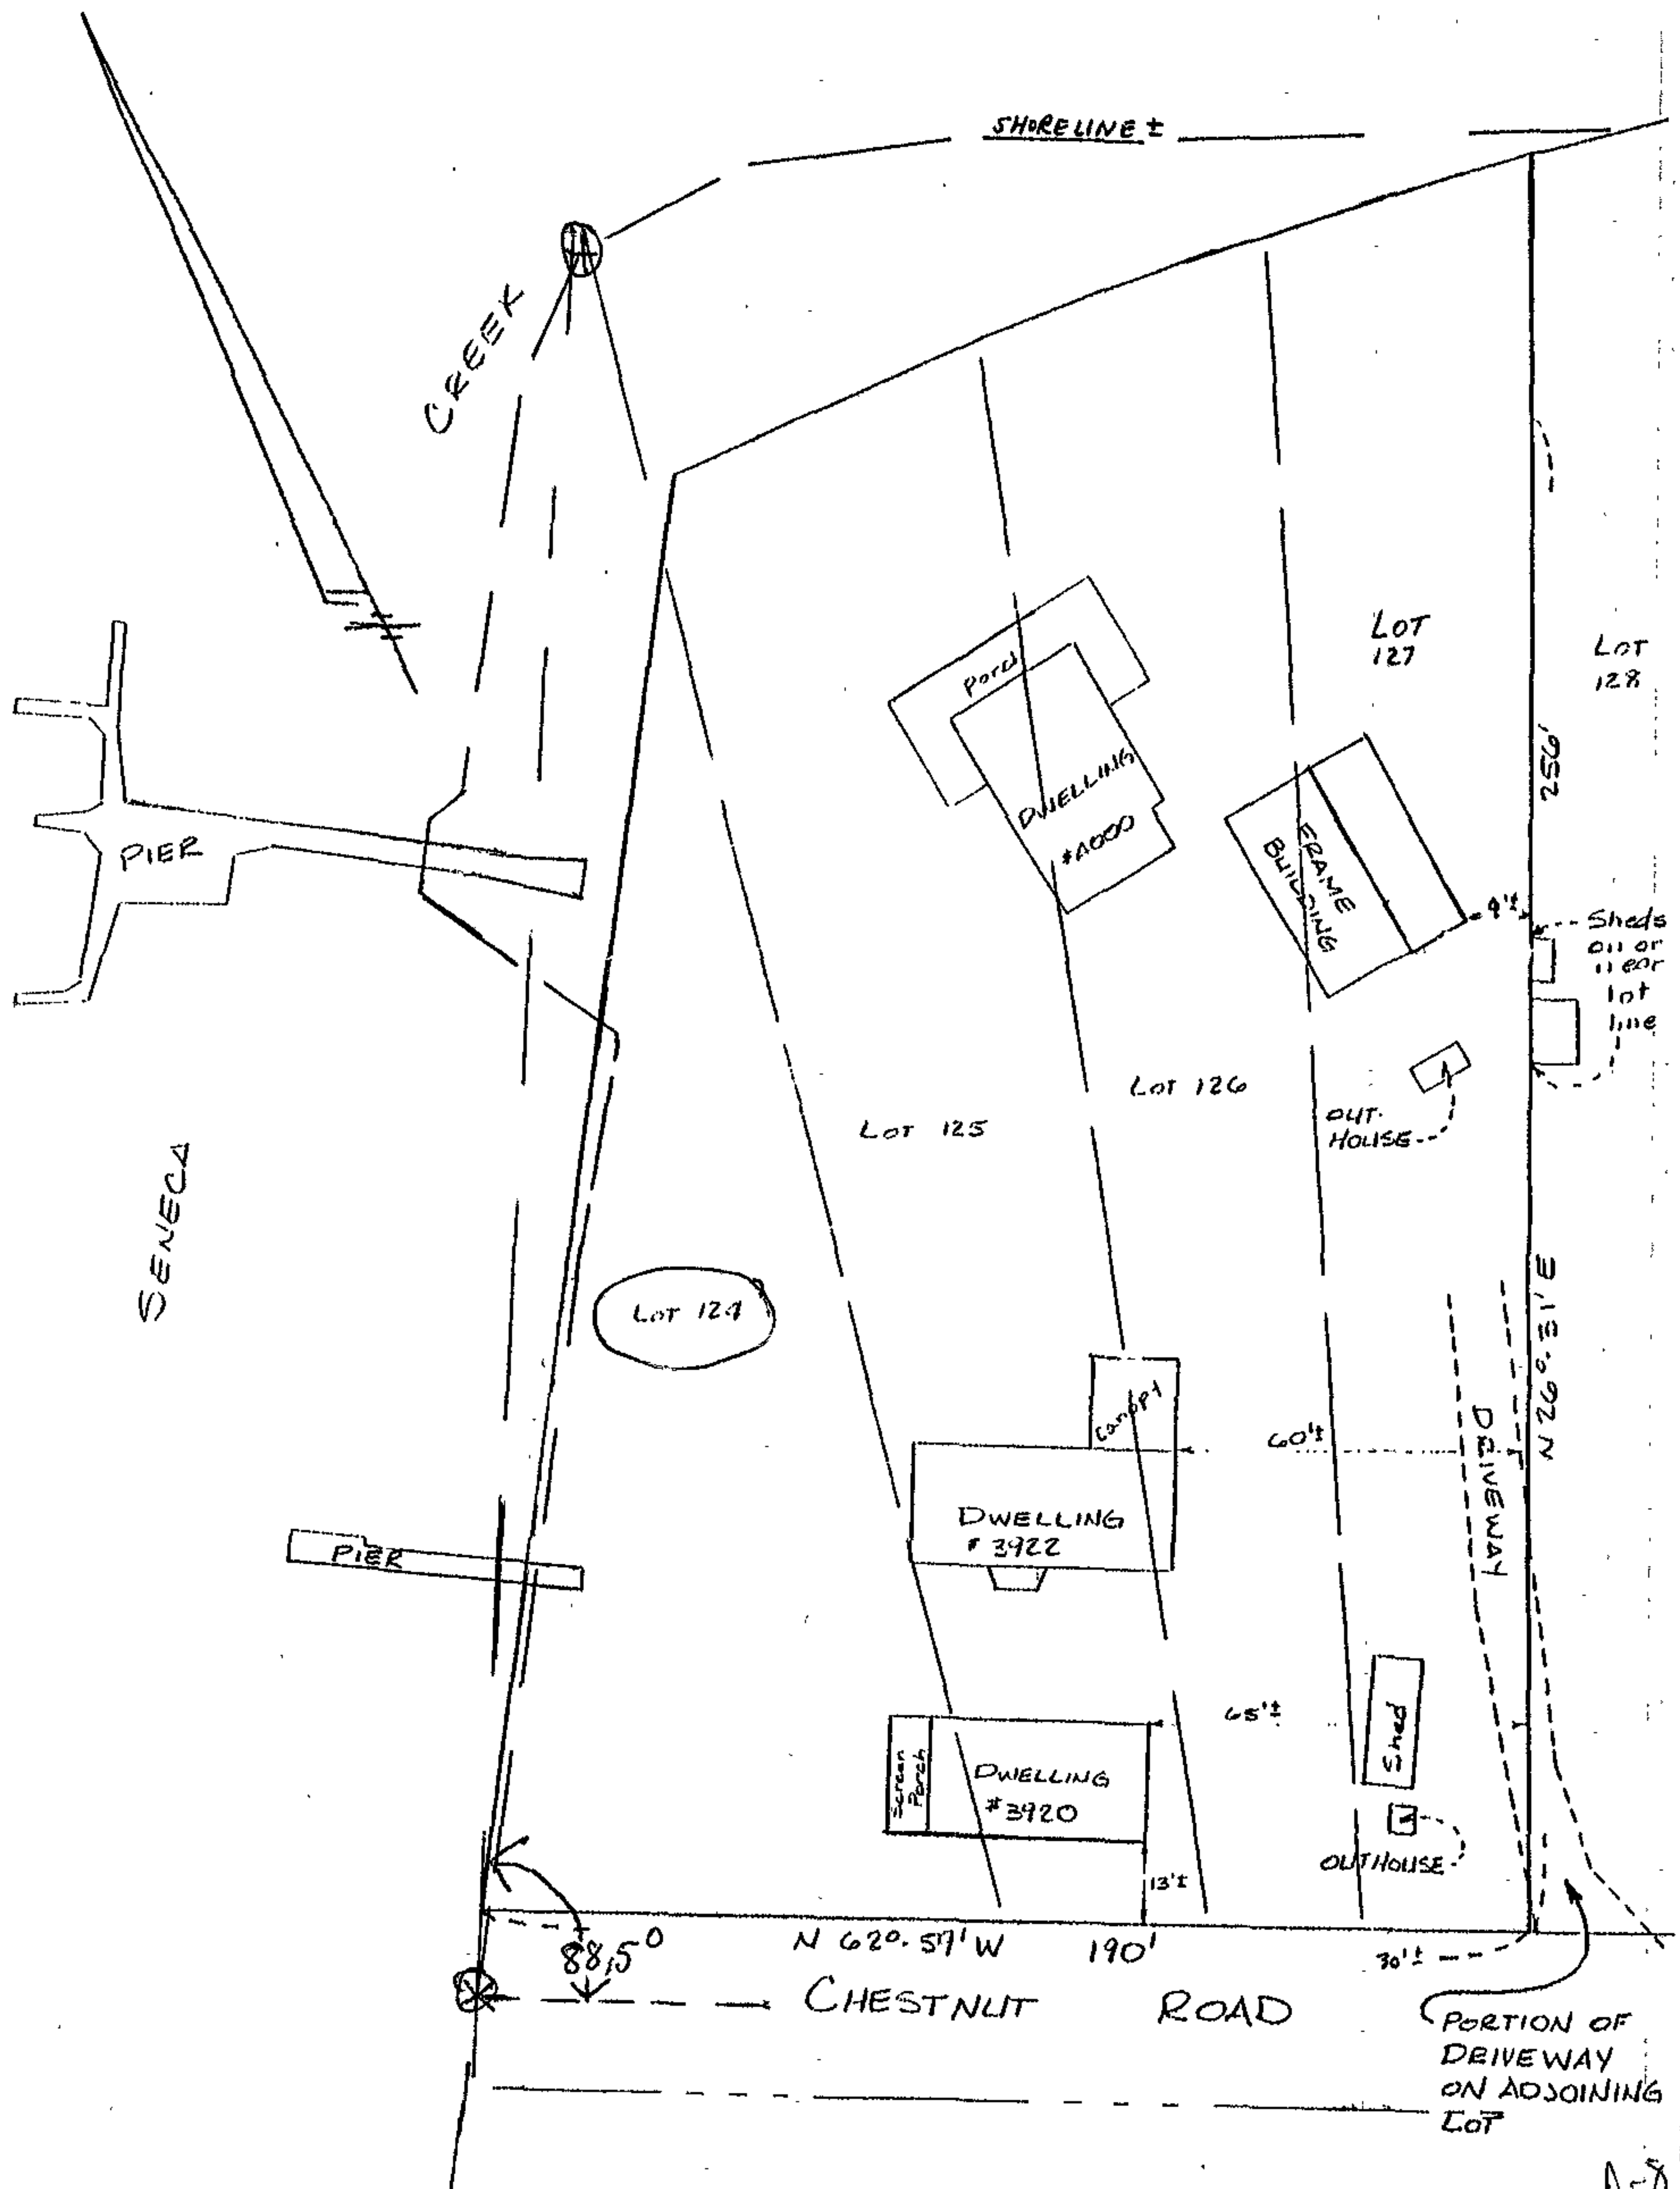 SHORELINE ±
CREEK
LOT
127
LOT
128
Porch
DWELLING
#4000
256'
FRAME
BUILDING
4'±
Sheds
on or
near
lot
line
PIER
LOT 126
LOT 125
OUT-
HOUSE
SENECA
LOT 124
N 26°. 31' E
Canopy
60'±
DRIVEWAY
DWELLING
# 3922
PIER
65'±
Shed
Screen
Porch
DWELLING
#3920
OUTHOUSE
13'±
88,5°
N 62°. 57' W 190'
30'±
CHESTNUT ROAD
PORTION OF
DRIVEWAY
ON ADJOINING
LOT